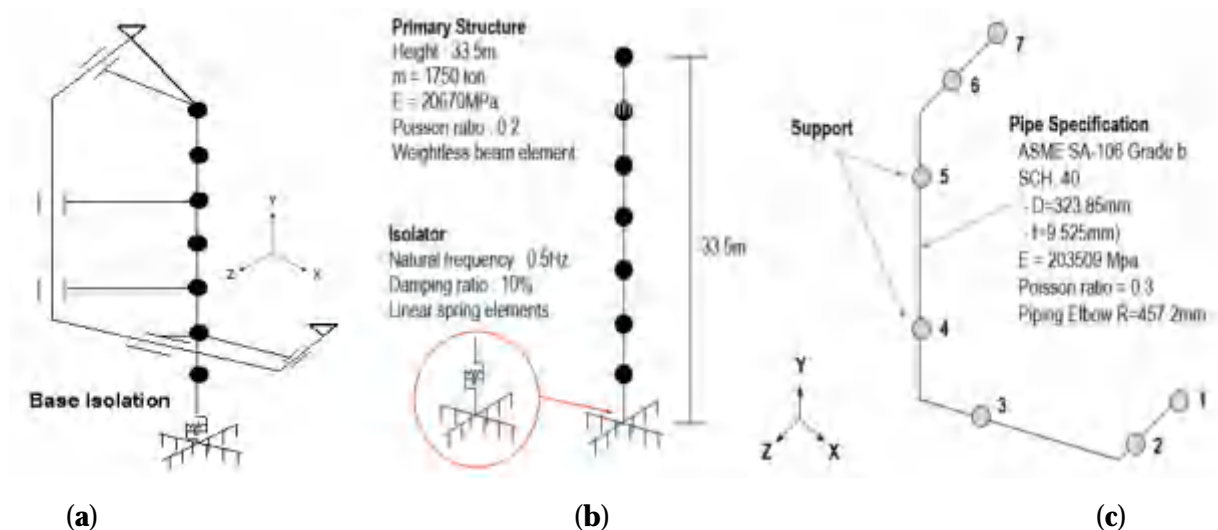 Y
Z
X
Base Isolation
(a)
Primary Structure
Height : 33.5m
m = 1750 ton
E = 20670MPa
Poisson ratio : 0.2
Weightless beam element
Isolator
Natural frequency : 0.5Hz
Damping ratio : 10%
Linear spring elements
33.5m
Y
Z
X
(b)
7
6
Support
Pipe Specification
ASME SA-106 Grade b
SCH. 40
- D=323.85mm
- t=9.525mm)
E = 203509 Mpa
Poisson ratio = 0.3
Piping Elbow R=457.2mm
5
4
3
1
2
(c)